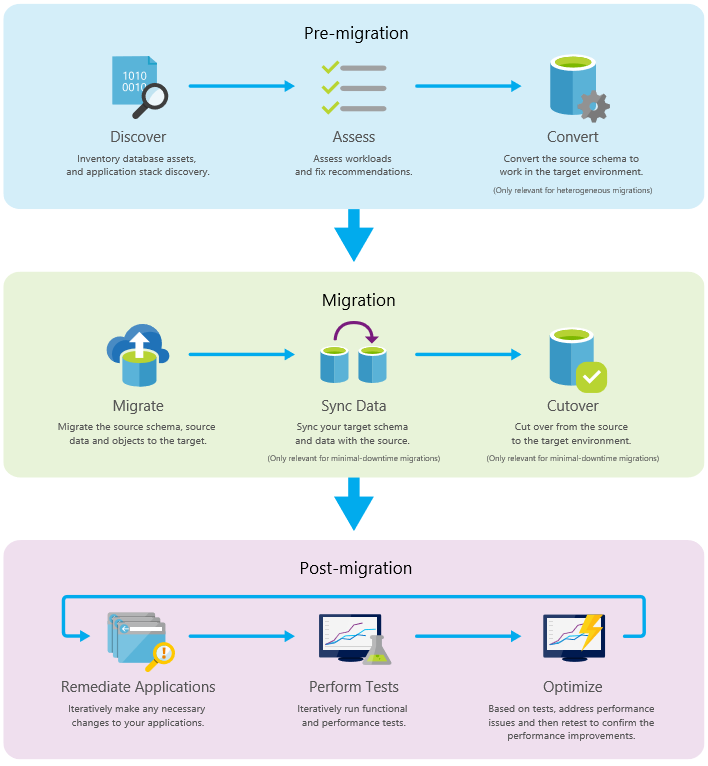 Pre-migration
1010
0010
Discover
Inventory database assets,
and application stack discovery.
Assess
Assess workloads
and fix recommendations.
Convert
Convert the source schema to
work in the target environment.
(Only relevant for heterogeneous migrations)
Migration
Migrate
Migrate the source schema, source
data and objects to the target.
Sync Data
Sync your target schema
and data with the source.
(Only relevant for minimal-downtime migrations)
Cutover
Cut over from the source
to the target environment.
(Only relevant for minimal-downtime migrations)
Post-migration
Remediate Applications
Iteratively make any necessary
changes to your applications.
Perform Tests
Iteratively run functional
and performance tests.
Optimize
Based on tests, address performance
issues and then retest to confirm the
performance improvements.